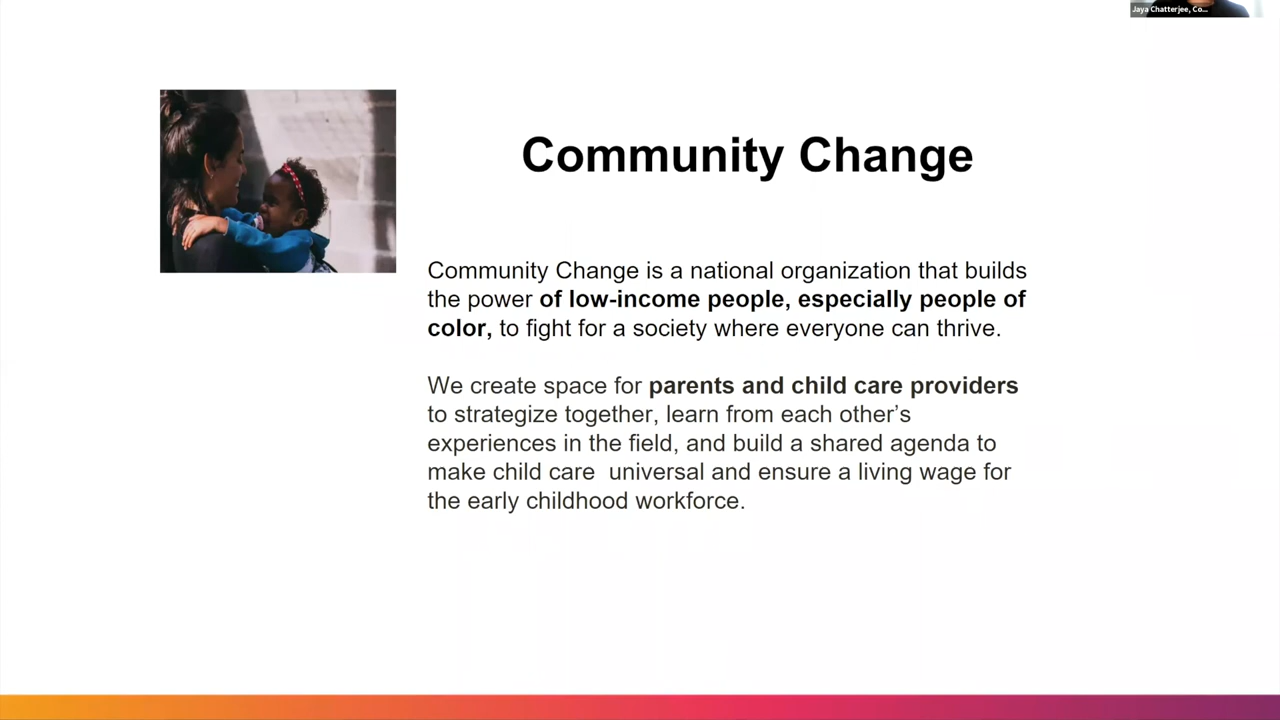 Jaya Chatterjee, Co...
Community Change
Community Change is a national organization that builds
the power of low-income people, especially people of
color, to fight for a society where everyone can thrive.
We create space for parents and child care providers
to strategize together, learn from each other’s
experiences in the field, and build a shared agenda to
make child care  universal and ensure a living wage for
the early childhood workforce.